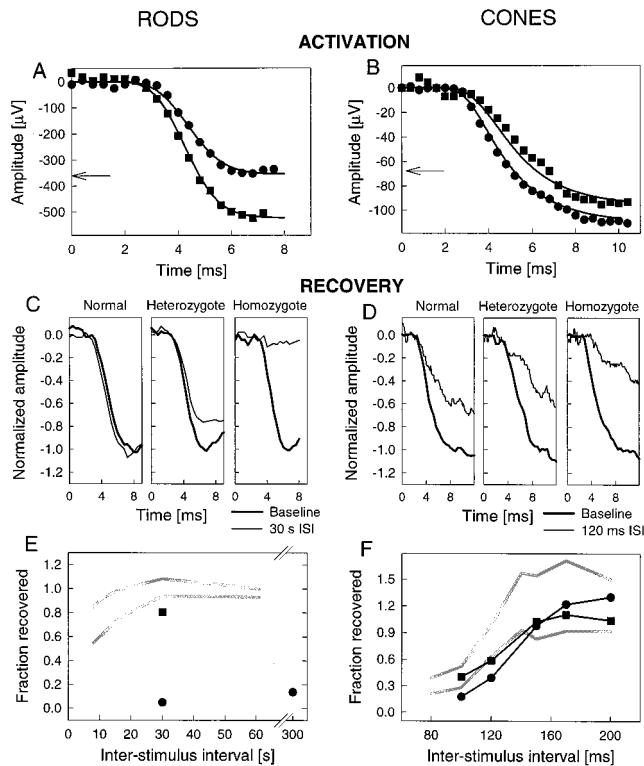 RODS CONES
ACTIVATION
A
Amplitude [µV]
0
-100
-200
-300
-400
-500
0 2 4 6 8
Time [ms]
B
Amplitude [µV]
0
-20
-40
-60
-80
-100
0 2 4 6 8 10
Time [ms]
RECOVERY
C
Normal Heterozygote Homozygote
Normalized amplitude
0.0
-0.2
-0.4
-0.6
-0.8
-1.0
-1.2
0 4 8 0 4 8 0 4 8
Time [ms]
Baseline
30 s ISI
D
Normal Heterozygote Homozygote
Normalized amplitude
0.0
-0.2
-0.4
-0.6
-0.8
-1.0
-1.2
0 4 8 0 4 8 0 4 8
Time [ms]
Baseline
120 ms ISI
E
Fraction recovered
1.2
1.0
0.8
0.6
0.4
0.2
0.0
0 10 20 30 40 50 60 300
Inter-stimulus interval [s]
F
Fraction recovered
1.5
1.2
0.9
0.6
0.3
0.0
80 120 160 200
Inter-stimulus interval [ms]